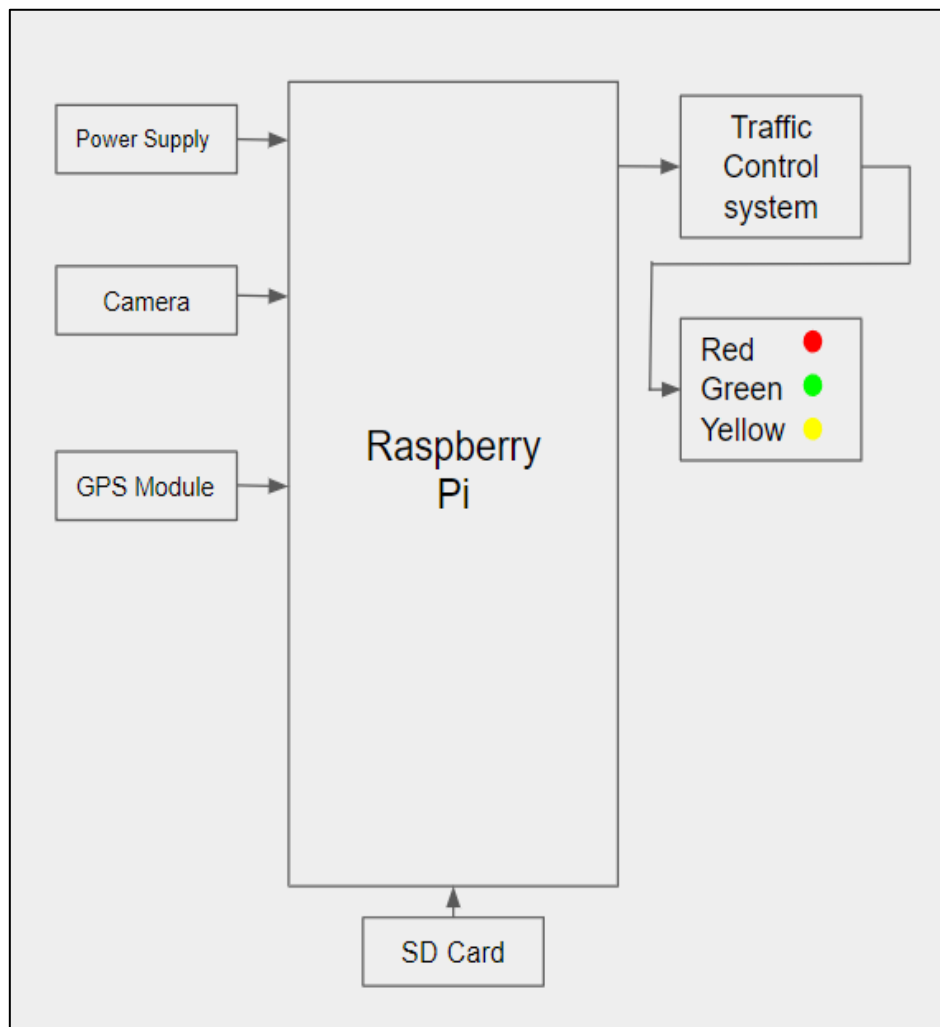 Power Supply
Camera
GPS Module
Raspberry
Pi
SD Card
Traffic
Control
system
Red
Green
Yellow